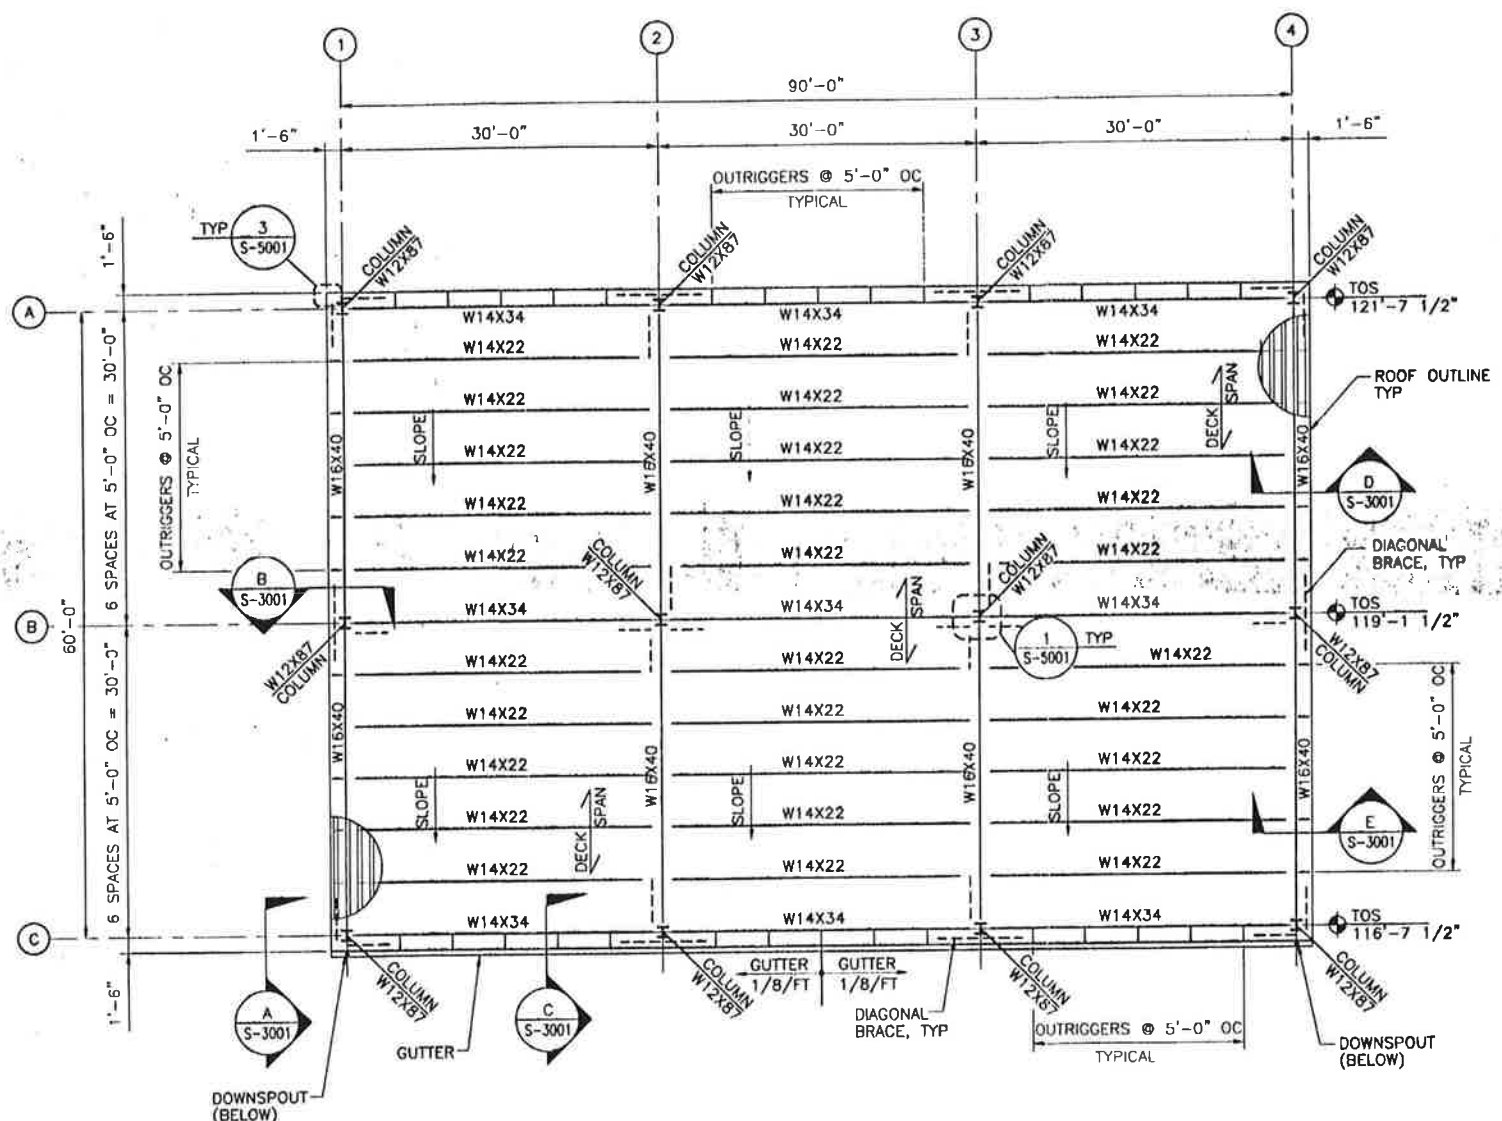 1
2
3
4
90'-0"
1'-6"
30'-0"
30'-0"
30'-0"
1'-6"
OUTRIGGERS @ 5'-0" OC
TYPICAL
TYP
3
S-5001
1'-6"
COLUMN
W12X87
COLUMN
W12X87
COLUMN
W12X87
COLUMN
W12X87
TOS
121'-7 1/2"
A
W14X34
W14X34
W14X34
W14X22
W14X22
W14X22
ROOF OUTLINE
TYP
W14X22
W14X22
W14X22
SLOPE
SLOPE
SLOPE
DECK SPAN
6 SPACES AT 5'-0" OC = 30'-0"
OUTRIGGERS @ 5'-0" OC
TYPICAL
W14X22
W14X22
W14X22
W16X40
W16X40
W16X40
W16X40
D
S-3001
W14X22
W14X22
W14X22
W14X22
W14X22
W14X22
DIAGONAL
BRACE, TYP
B
S-3001
COLUMN
W12X87
COLUMN
W12X87
B
60'-0"
W14X34
W14X34
W14X34
DECK SPAN
TOS
119'-1 1/2"
1
S-5001
TYP
W12X87
COLUMN
W12X87
COLUMN
W14X22
W14X22
W14X22
W14X22
W14X22
W14X22
6 SPACES AT 5'-0" OC = 30'-0"
W16X40
W16X40
W16X40
W16X40
OUTRIGGERS @ 5'-0" OC
TYPICAL
W14X22
W14X22
W14X22
SLOPE
SLOPE
SLOPE
DECK SPAN
W14X22
W14X22
W14X22
E
S-3001
W14X22
W14X22
W14X22
C
W14X34
W14X34
W14X34
TOS
116'-7 1/2"
1'-6"
COLUMN
W12X87
COLUMN
W12X87
GUTTER
1/8/FT
GUTTER
1/8/FT
COLUMN
W12X87
COLUMN
W12X87
A
S-3001
C
S-3001
GUTTER
DIAGONAL
BRACE, TYP
OUTRIGGERS @ 5'-0" OC
TYPICAL
DOWNSPOUT
(BELOW)
DOWNSPOUT
(BELOW)